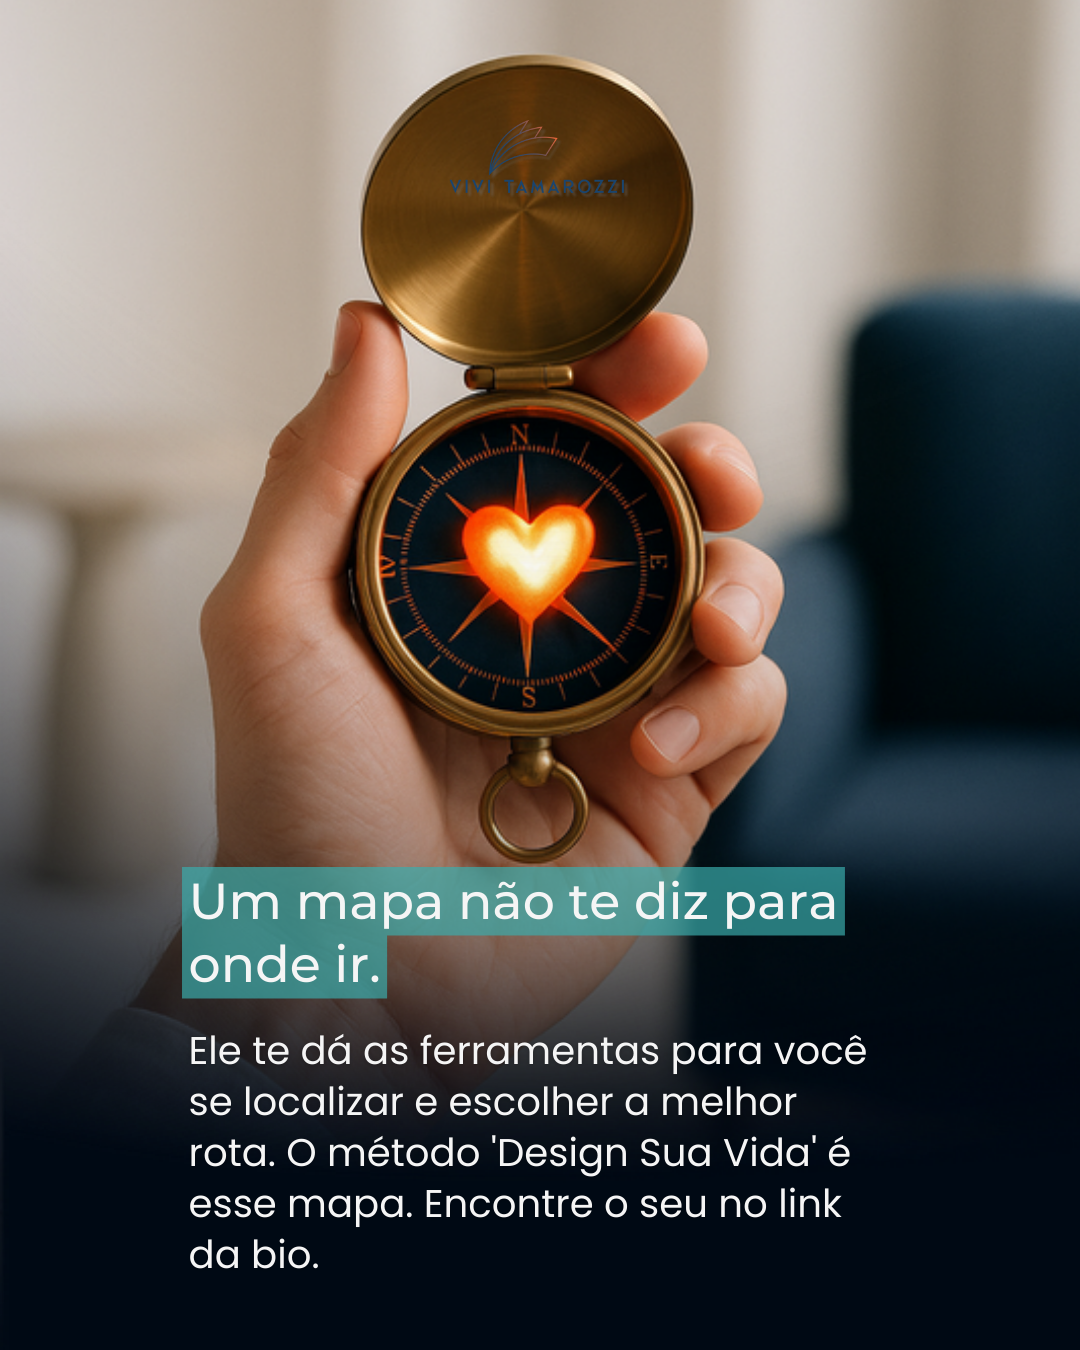 VIVI TAMAROZZI
N
E
S
Um mapa não te diz para
onde ir.
Ele te dá as ferramentas para você
se localizar e escolher a melhor
rota. O método 'Design Sua Vida' é
esse mapa. Encontre o seu no link
da bio.